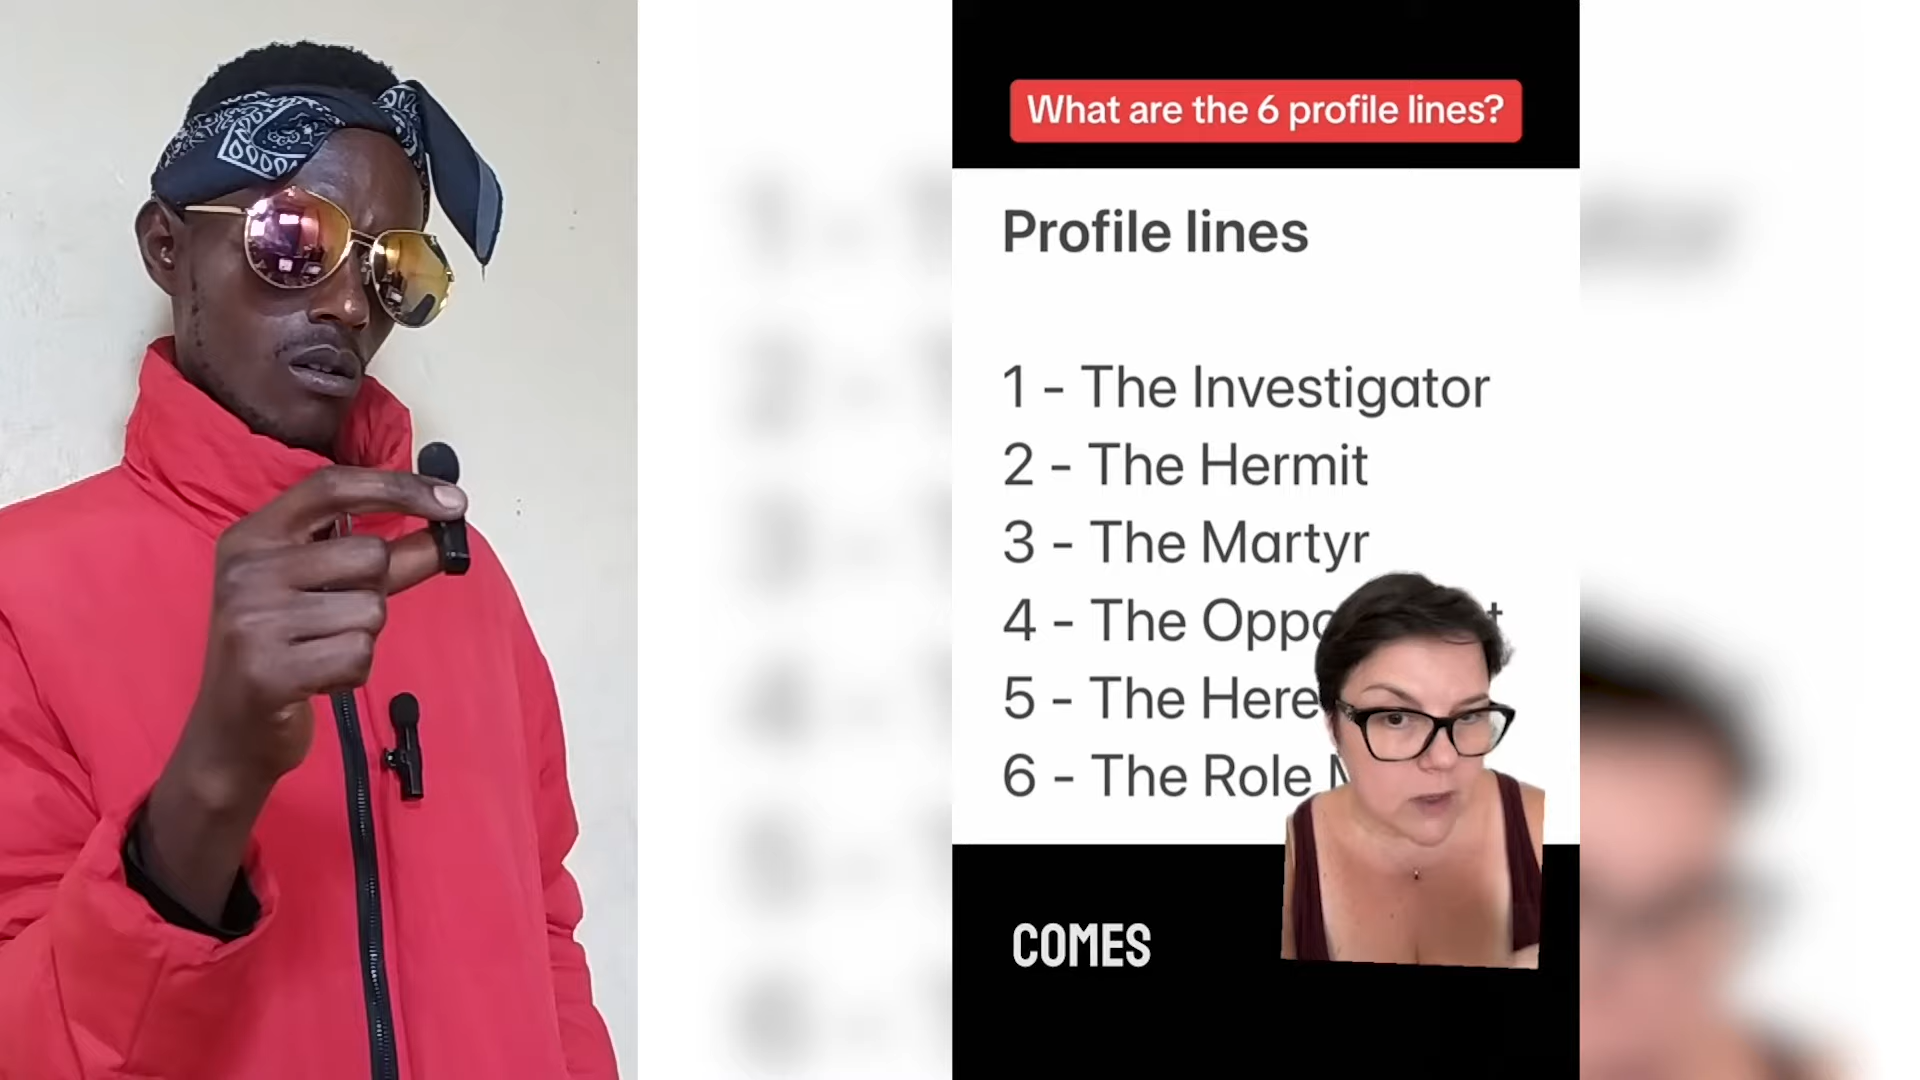 What are the 6 profile lines?
Profile lines
1 - The Investigator
2 - The Hermit
3 - The Martyr
4 - The
5 - The
6 - The Role
COMES